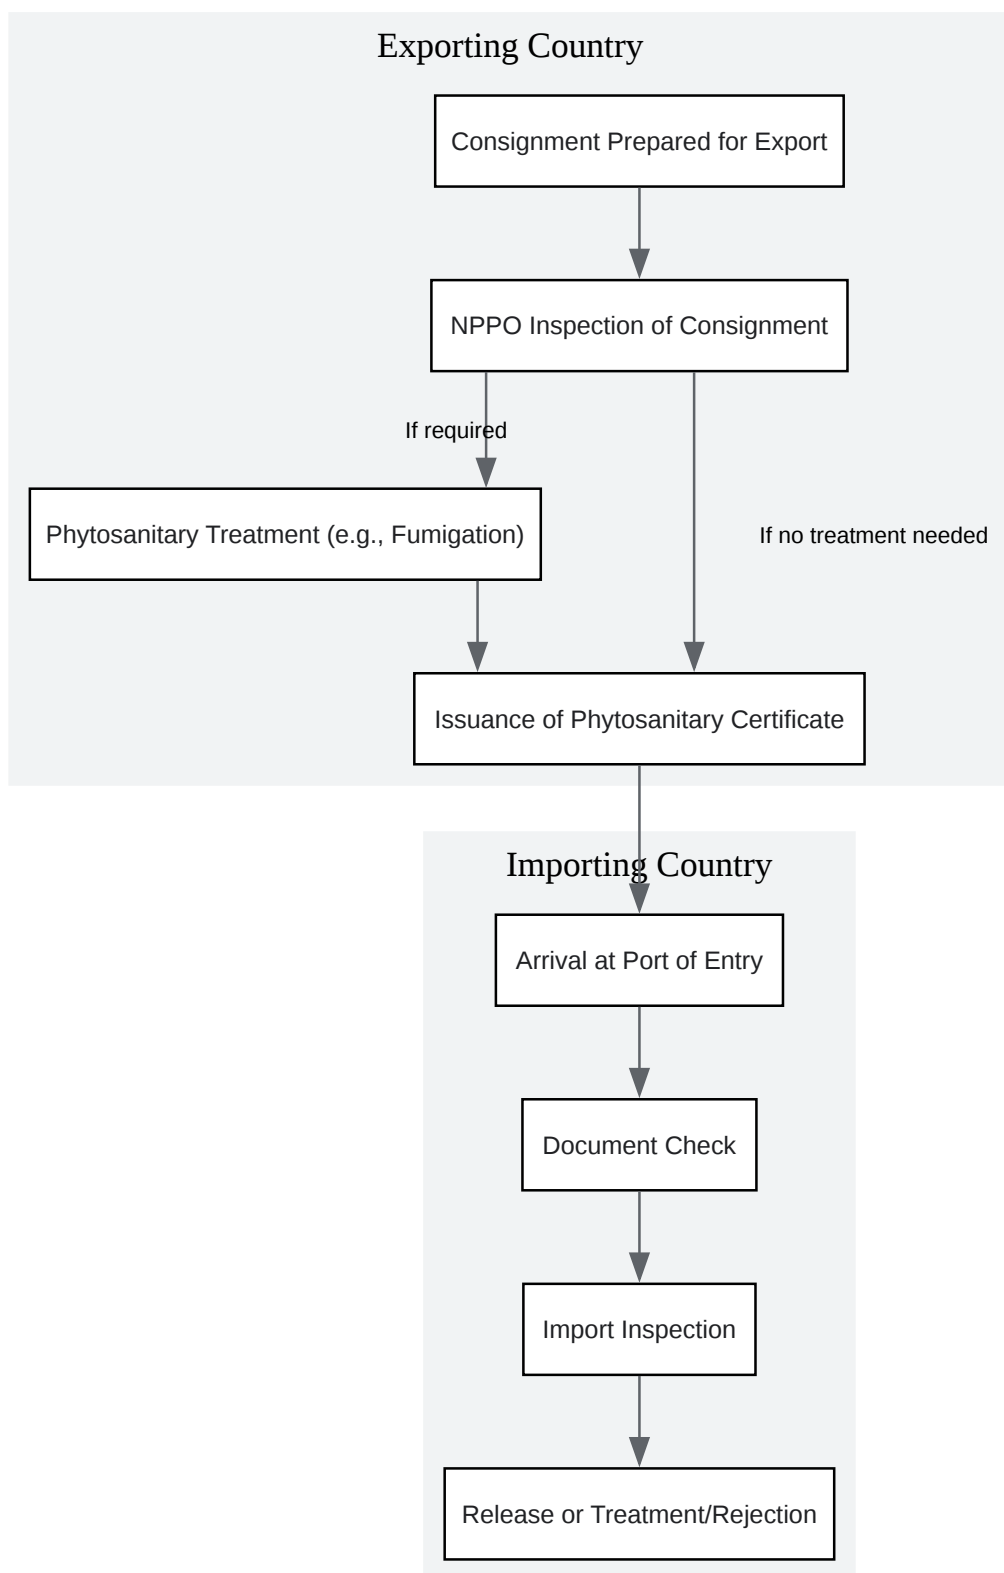 Exporting Country
Consignment Prepared for Export
NPPO Inspection of Consignment
If required
Phytosanitary Treatment (e.g., Fumigation)
If no treatment needed
Issuance of Phytosanitary Certificate
Importing Country
Arrival at Port of Entry
Document Check
Import Inspection
Release or Treatment/Rejection